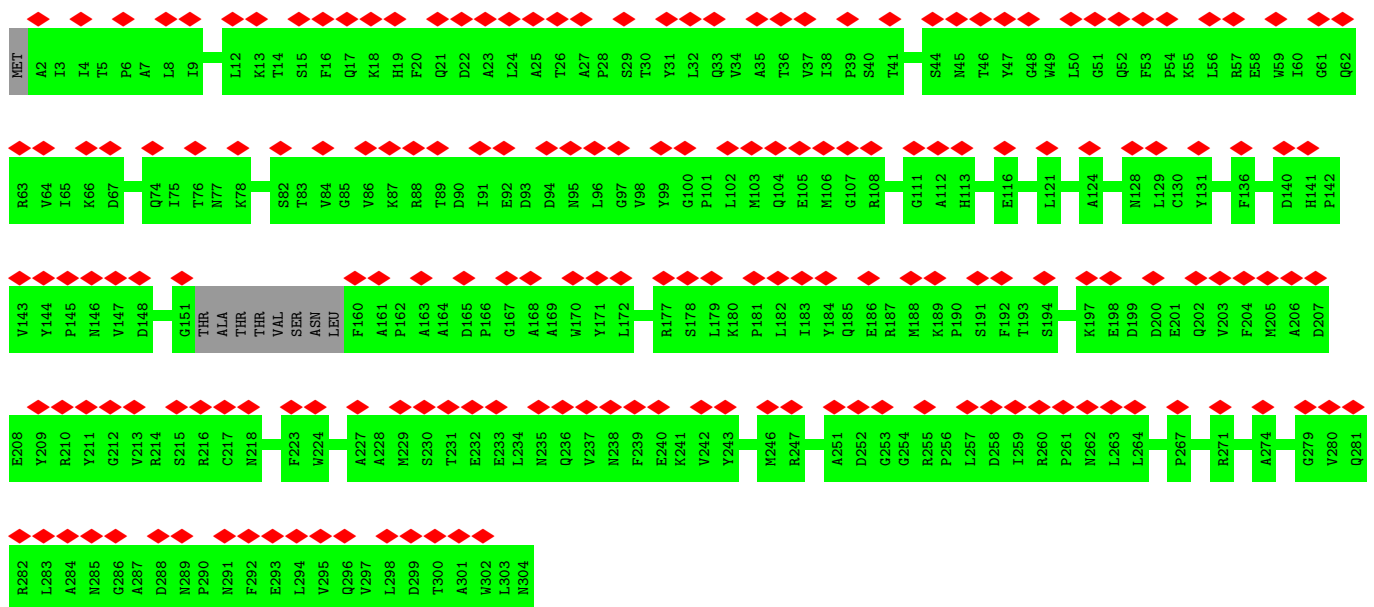 MET A2 I3 I4 T5 P6 A7 L8 I9 L12 K13 T14 S15 F16 Q17 K18 H19 F20 Q21 D22 A23 L24 A25 T26 A27 P28 S29 T30 Y31 L32 Q33 V34 A35 T36 V37 I38 P39 S40 T41 S44 N45 T46 Y47 G48 W49 L50 G51 Q52 F53 P54 K55 L56 R57 E58 W59 I60 G61 Q62
R63 V64 I65 K66 D67 Q74 I75 T76 N77 K78 S82 T83 V84 G85 V86 K87 R88 T89 D90 I91 E92 D93 D94 N95 L96 G97 V98 Y99 G100 P101 L102 M103 Q104 E105 M106 G107 R108 G111 A112 H113 E116 L121 A124 N128 L129 C130 Y131 F136 D140 H141 P142
V143 Y144 P145 N146 V147 D148 G151 THR ALA THR THR VAL SER ASN LEU F160 A161 P162 A163 A164 D165 P166 G167 A168 A169 W170 Y171 L172 R177 S178 L179 K180 P181 L182 I183 Y184 Q185 E186 R187 M188 K189 P190 S191 F192 T193 S194 K197 E198 D199 D200 E201 Q202 V203 F204 M205 A206 D207
E208 Y209 R210 Y211 G212 V213 R214 S215 R216 C217 N218 F223 W224 A227 A228 M229 S230 T231 E232 E233 L234 N235 Q236 V237 N238 F239 E240 K241 V242 Y243 M246 R247 A251 D252 G253 G254 R255 P256 L257 D258 I259 R260 P261 N262 L263 L264 P267 R271 A274 G279 V280 Q281
R282 L283 A284 N285 G286 A287 D288 N289 P290 N291 F292 E293 L294 V295 Q296 V297 L298 D299 T300 A301 W302 L303 N304